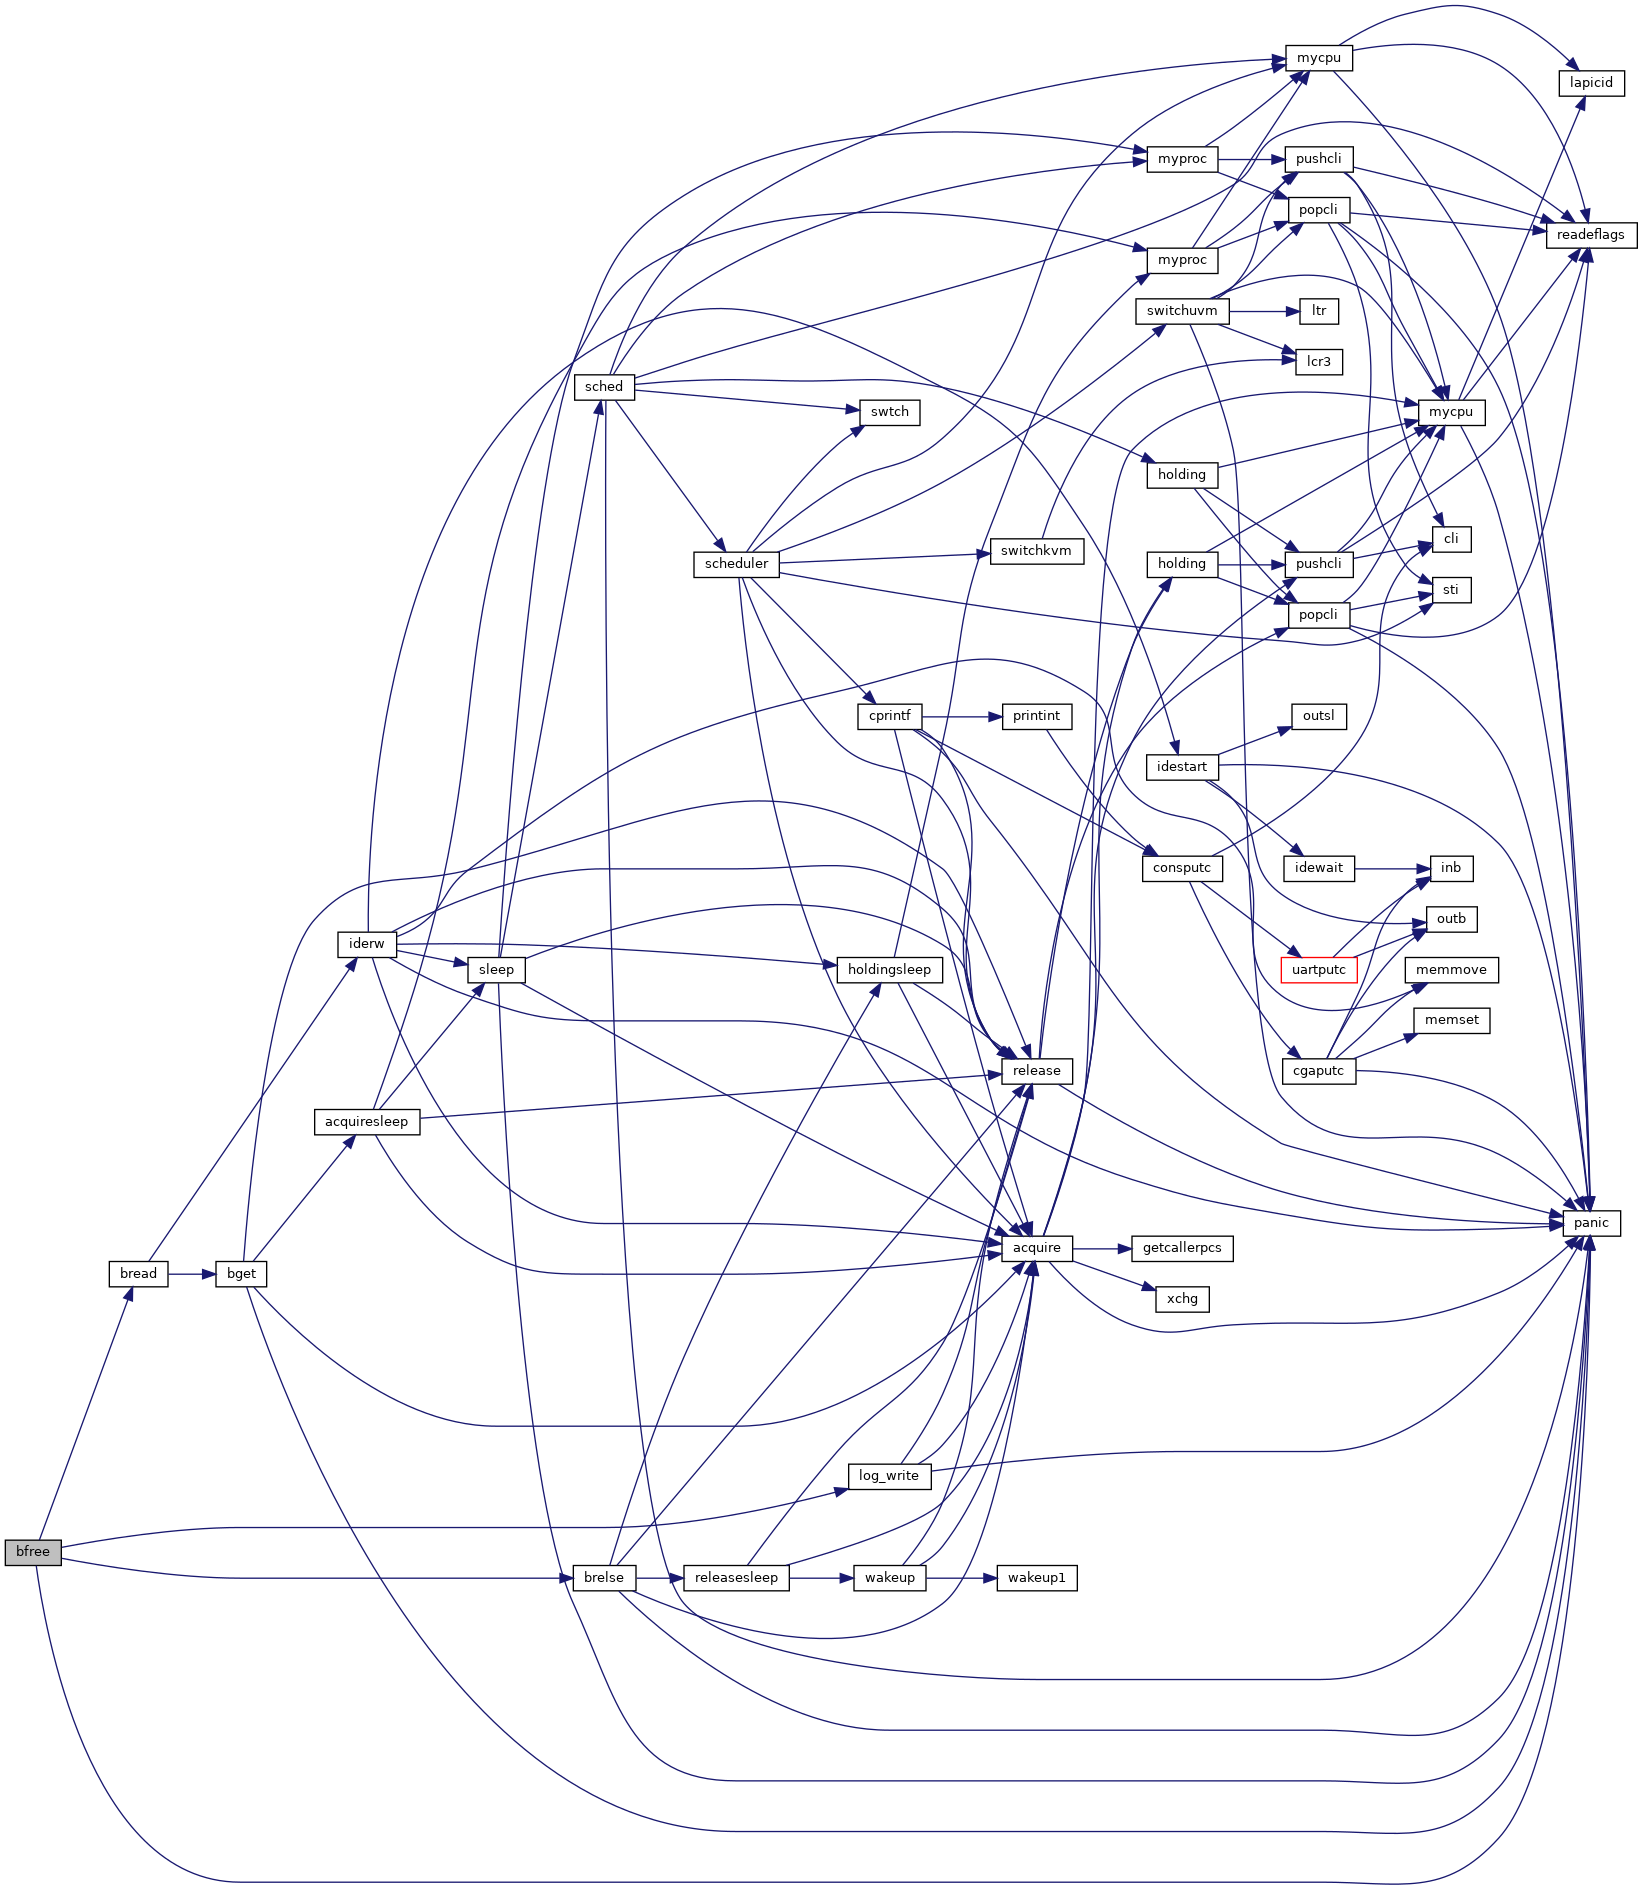 mycpu
lapicid
myproc
pushcli
popcli
readeflags
myproc
switchuvm
ltr
lcr3
sched
swtch
mycpu
holding
cli
switchkvm
scheduler
holding
pushcli
sti
popcli
cprintf
printint
outsl
idestart
consputc
idewait
inb
outb
iderw
sleep
holdingsleep
uartputc
memmove
memset
release
cgaputc
acquiresleep
panic
acquire
getcallerpcs
bread
bget
xchg
log_write
bfree
brelse
releasesleep
wakeup
wakeup1